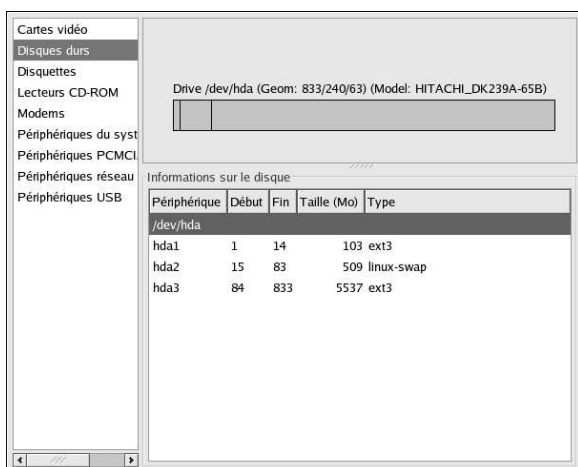 Cartes vidéo
Disques durs
Disquettes
Lecteurs CD-ROM
Modems
Périphériques du syst
Périphériques PCMCI
Périphériques réseau
Périphériques USB
Drive /dev/hda (Geom: 833/240/63) (Model: HITACHI_DK239A-65B)
Informations sur le disque
Périphérique Début Fin Taille (Mo) Type
/dev/hda
hda1 1 14 103 ext3
hda2 15 83 509 linux-swap
hda3 84 833 5537 ext3